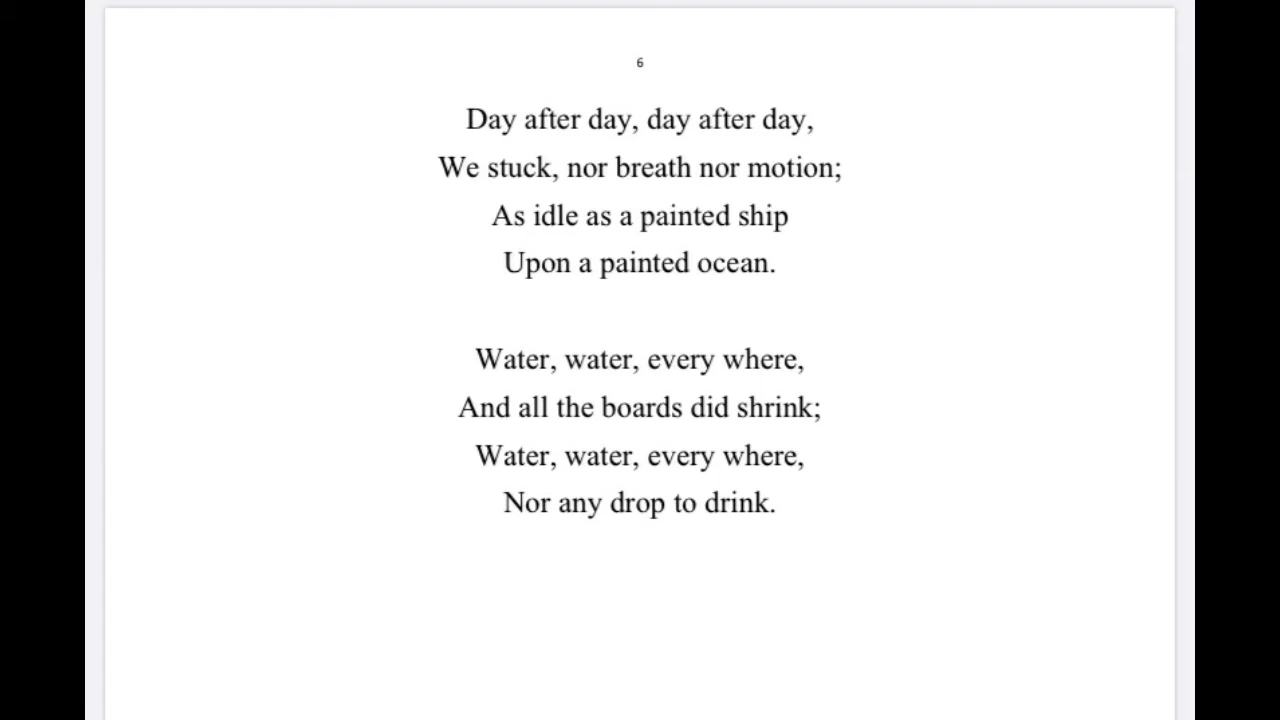 6
Day after day, day after day,
We stuck, nor breath nor motion;
As idle as a painted ship
Upon a painted ocean.
Water, water, every where,
And all the boards did shrink;
Water, water, every where,
Nor any drop to drink.